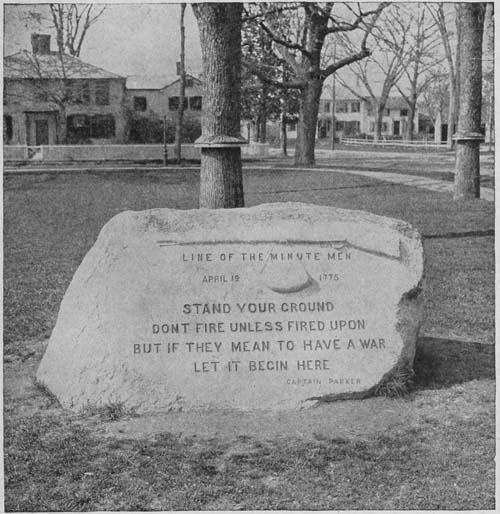 LINE OF THE MINUTE MEN
APRIL 19 1775
STAND YOUR GROUND
DONT FIRE UNLESS FIRED UPON
BUT IF THEY MEAN TO HAVE A WAR
LET IT BEGIN HERE
CAPTAIN PARKER